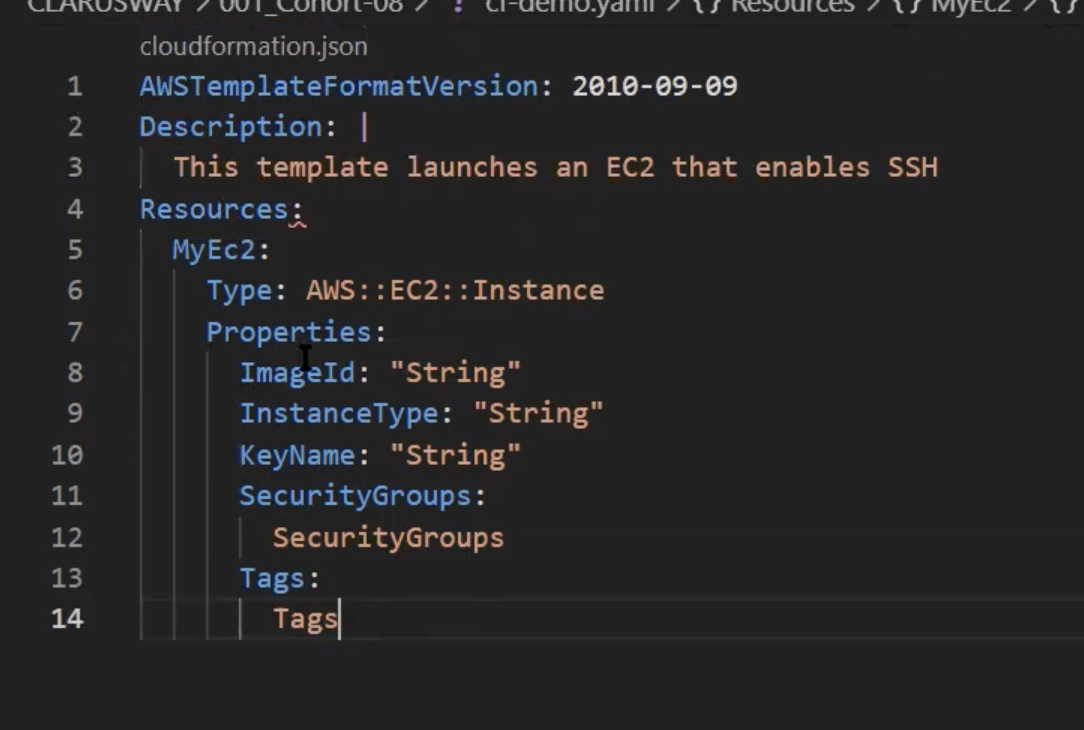 CLARUSWAY > 001_Cohort-08 > ! cf-demo.yaml > {} Resources > {} MyEc2 > {}
cloudformation.json
1 AWSTemplateFormatVersion: 2010-09-09
2 Description: |
3 This template launches an EC2 that enables SSH
4 Resources:
5 MyEc2:
6 Type: AWS::EC2::Instance
7 Properties:
8 ImageId: "String"
9 InstanceType: "String"
10 KeyName: "String"
11 SecurityGroups:
12 SecurityGroups
13 Tags:
14 Tags